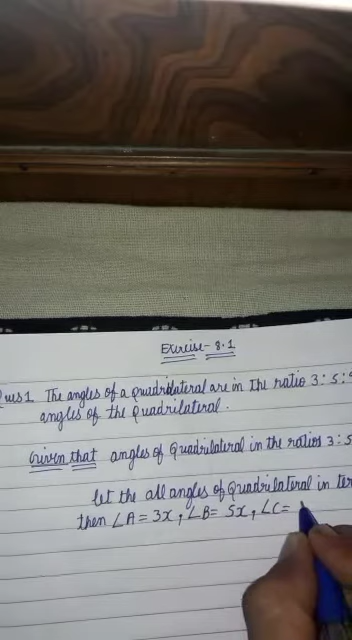 Exercise - 8.1
Ques1 The angles of a quadrilateral are in the ratio 3:5:
angles of the quadrilateral.
Given that angles of Quadrilateral in the ratios 3:5
let the all angles of Quadrilateral in
then ∠A = 3x, ∠B = 5x, ∠C =